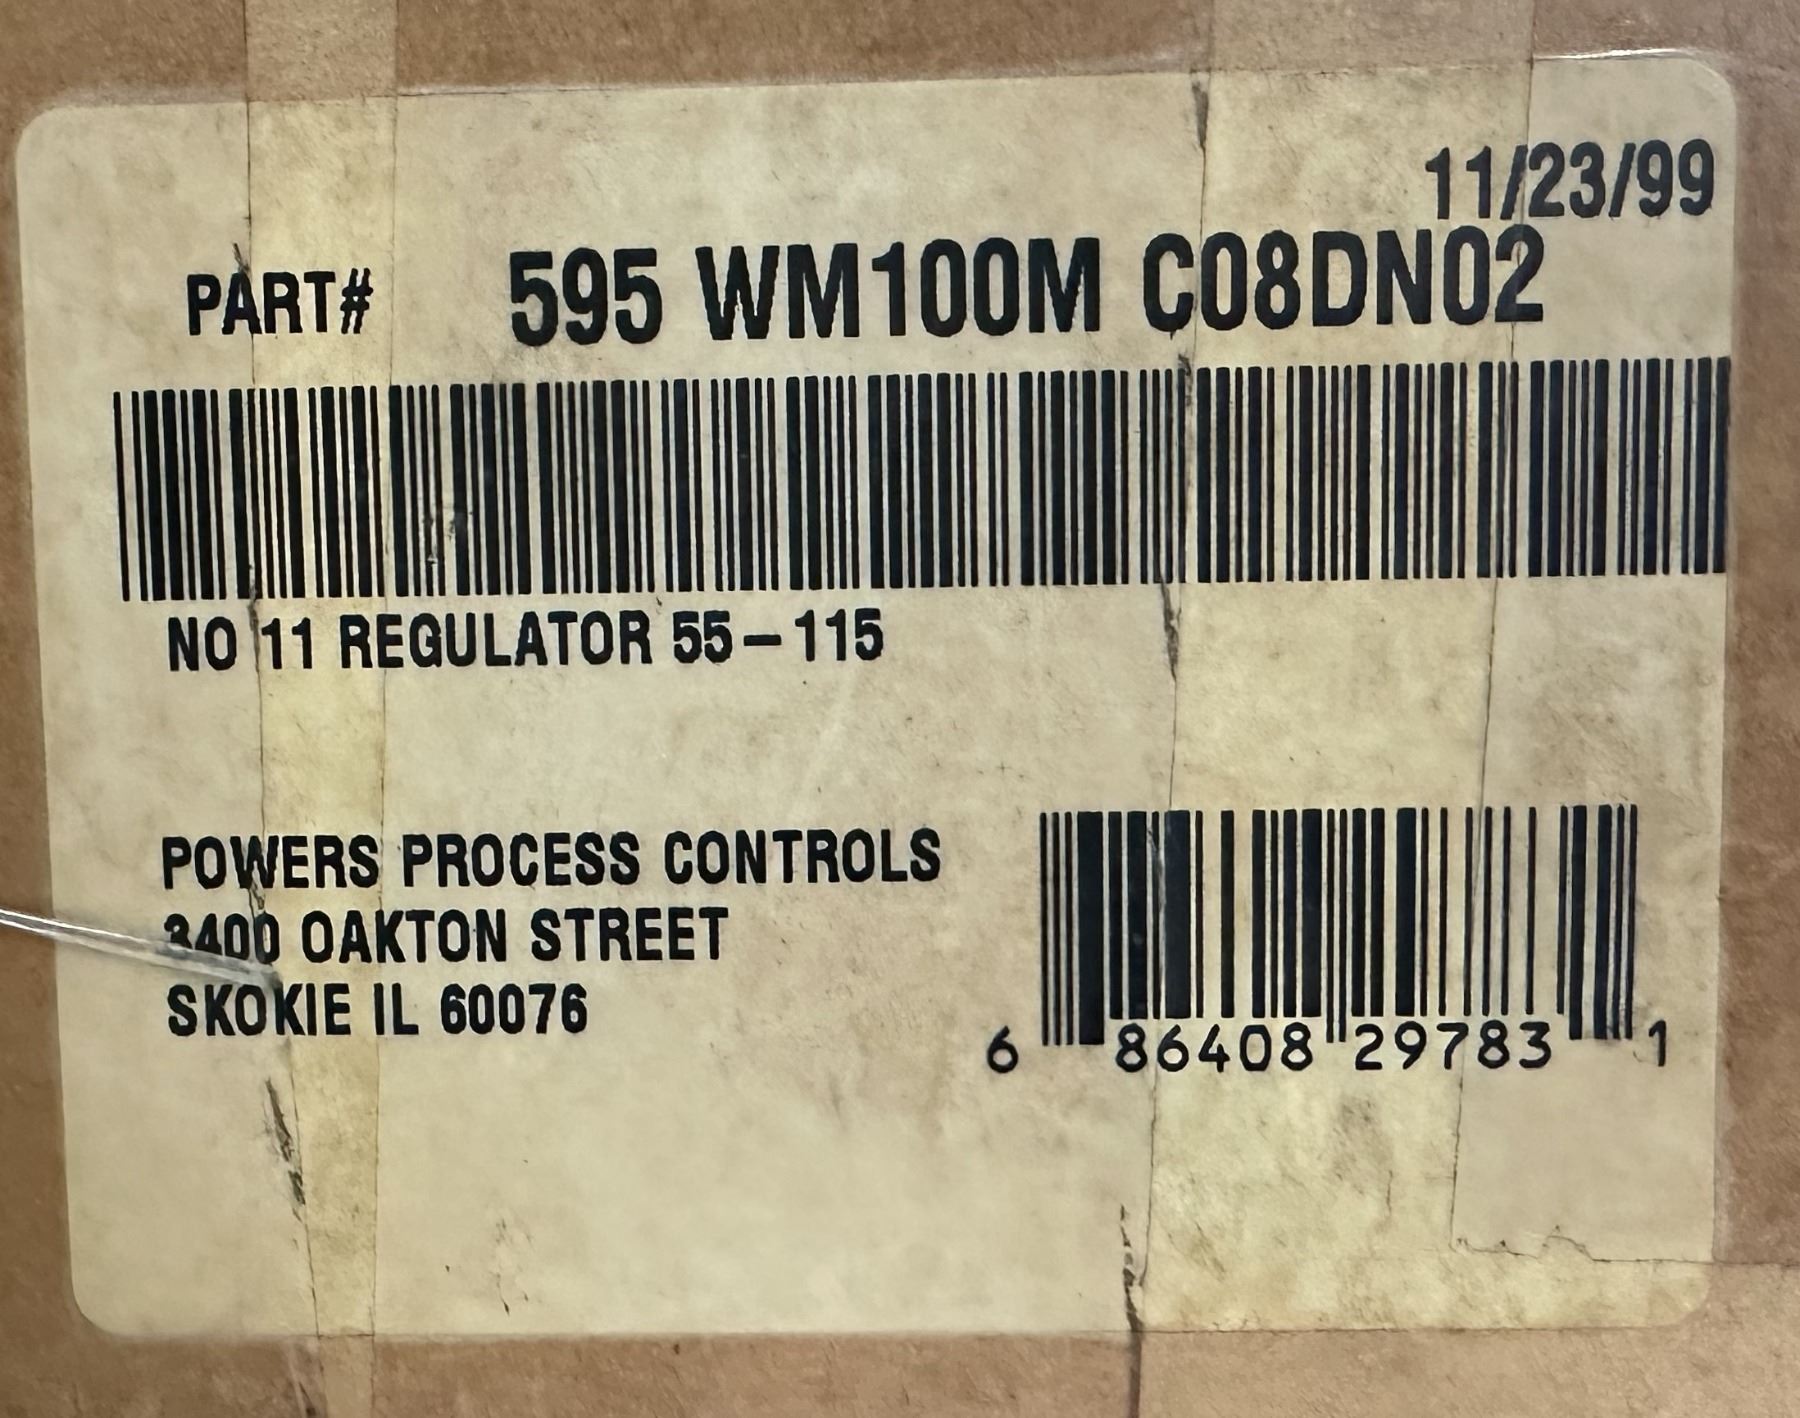 11/23/99
PART# 595 WM100M C08DN02
NO 11 REGULATOR 55-115
POWERS PROCESS CONTROLS
3400 OAKTON STREET
SKOKIE IL 60076
6 86408 29783 1